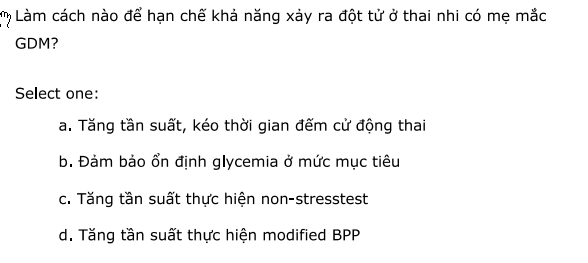 Làm cách nào để hạn chế khả năng xảy ra đột tử ở thai nhi có mẹ mắc
GDM?
Select one:
a. Tăng tần suất, kéo thời gian đếm cử động thai
b. Đảm bảo ổn định glycemia ở mức mục tiêu
c. Tăng tần suất thực hiện non-stresstest
d. Tăng tần suất thực hiện modified BPP